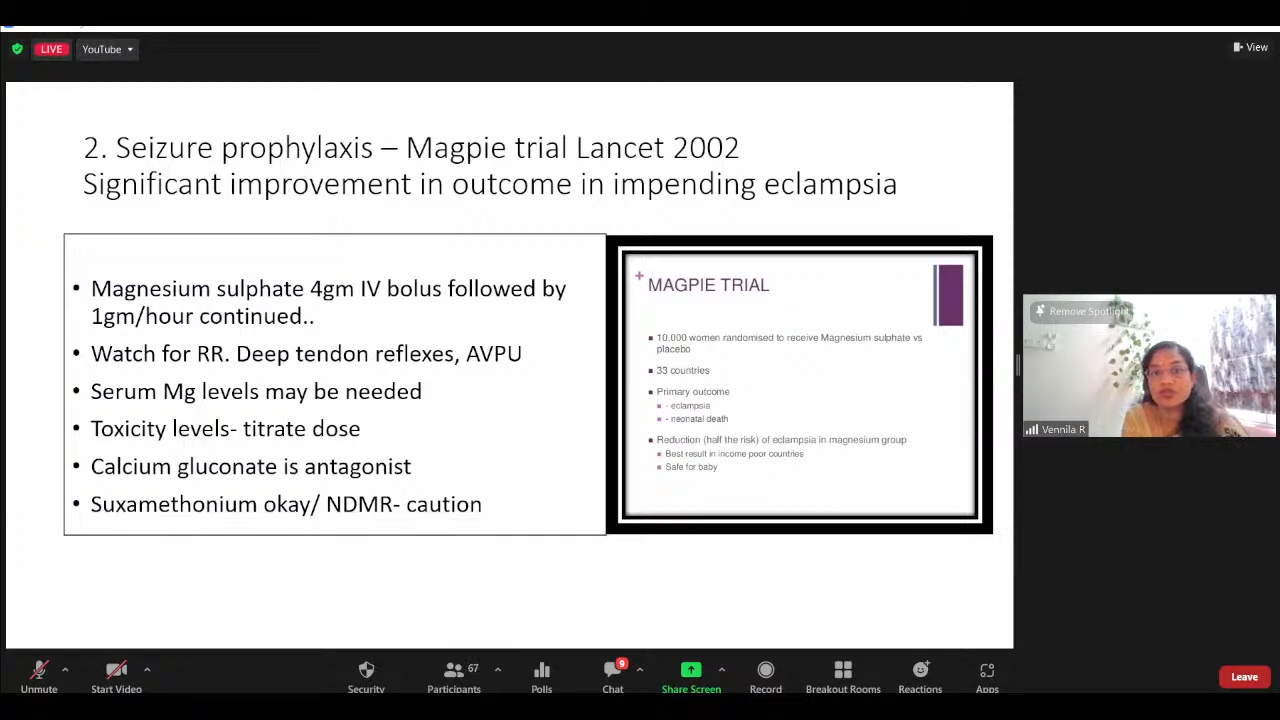 LIVE
YouTube
View
2. Seizure prophylaxis – Magpie trial Lancet 2002
Significant improvement in outcome in impending eclampsia
• Magnesium sulphate 4gm IV bolus followed by
1gm/hour continued..
• Watch for RR. Deep tendon reflexes, AVPU
• Serum Mg levels may be needed
• Toxicity levels- titrate dose
• Calcium gluconate is antagonist
• Suxamethonium okay/ NDMR- caution
+ MAGPIE TRIAL
10,000 women randomised to receive Magnesium sulphate vs
placebo
33 countries
Primary outcome
- eclampsia
- neonatal death
Reduction (half the risk) of eclampsia in magnesium group
Best result in income poor countries
Safe for baby
Remove Spotlight
Vennila R
Unmute
Start Video
Security
67
Participants
Polls
9
Chat
Share Screen
Record
Breakout Rooms
Reactions
Apps
Leave